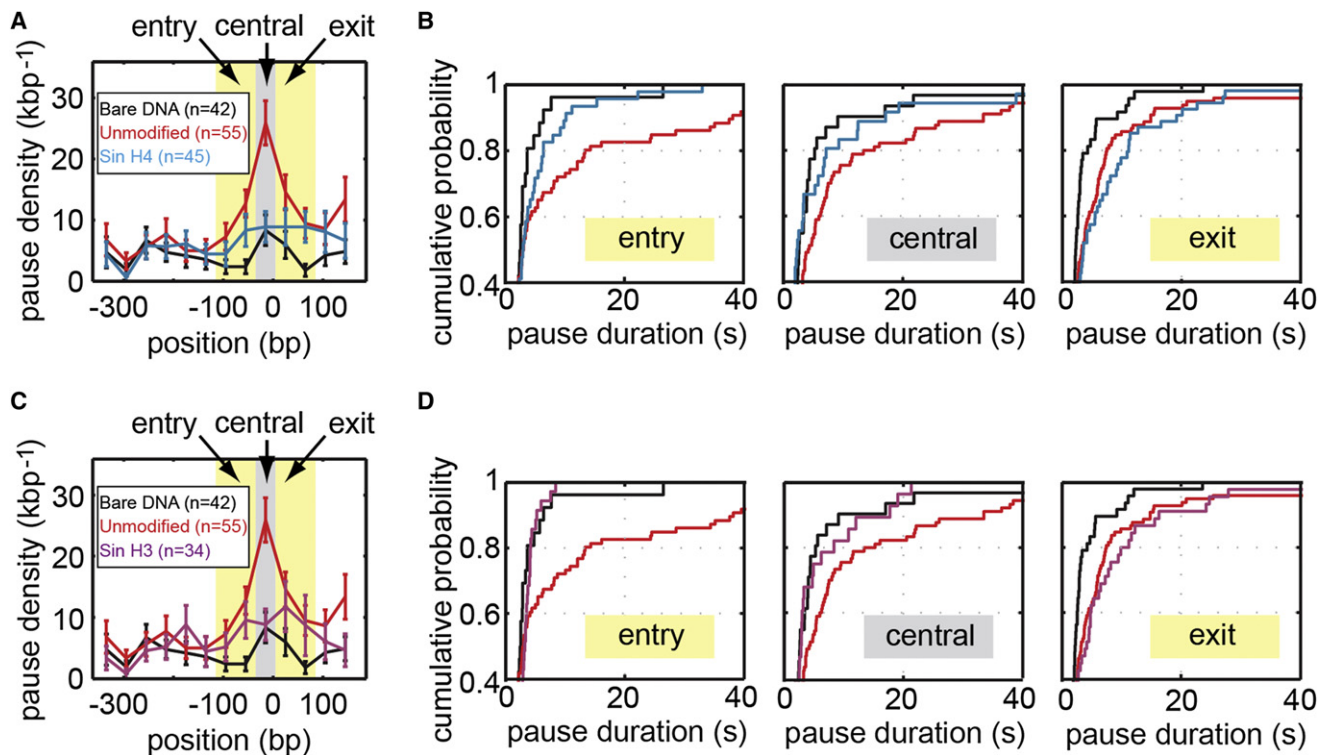 A
entry central exit
pause density (kbp-1)
30
20
10
0
Bare DNA (n=42)
Unmodified (n=55)
Sin H4 (n=45)
-300 -100 0 100
position (bp)
B
cumulative probability
1
0.8
0.6
0.4
entry
0 20 40
pause duration (s)
central
0 20 40
pause duration (s)
exit
0 20 40
pause duration (s)
C
entry central exit
pause density (kbp-1)
30
20
10
0
Bare DNA (n=42)
Unmodified (n=55)
Sin H3 (n=34)
-300 -100 0 100
position (bp)
D
cumulative probability
1
0.8
0.6
0.4
entry
0 20 40
pause duration (s)
central
0 20 40
pause duration (s)
exit
0 20 40
pause duration (s)